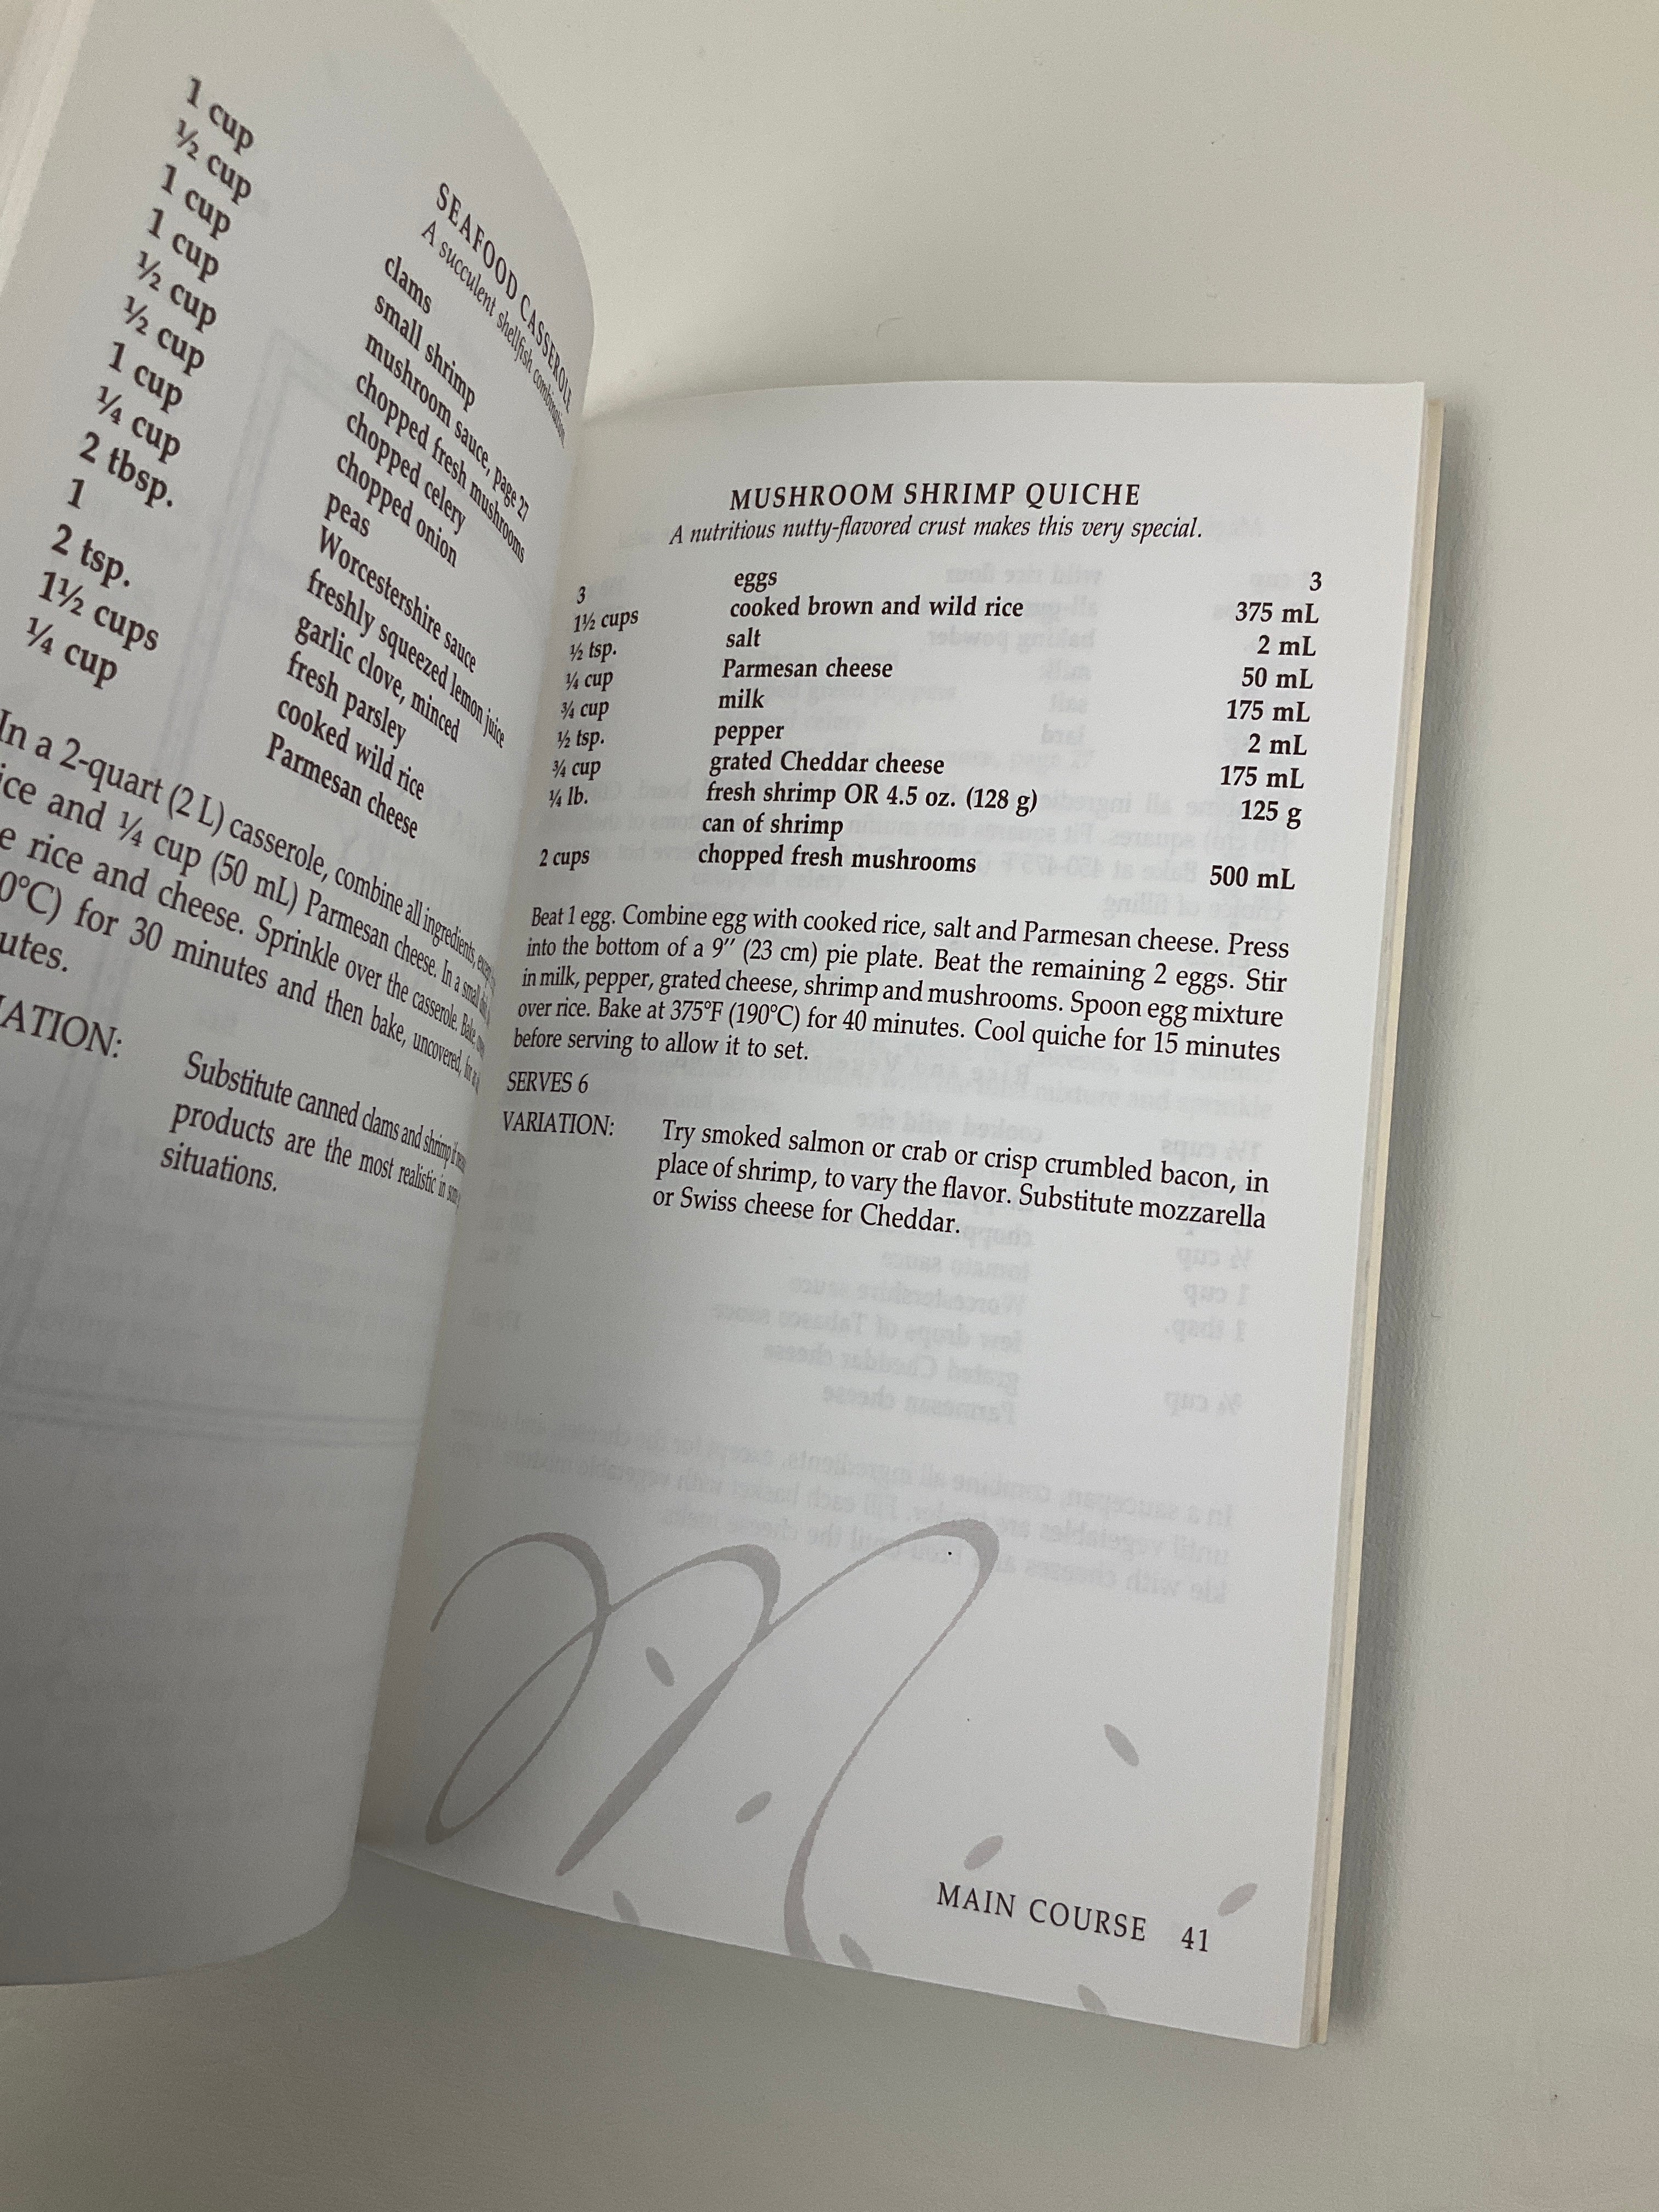 1 cup
½ cup
1 cup
1 cup
½ cup
½ cup
1 cup
¼ cup
2 tbsp.
1
2 tsp.
1½ cups
¼ cup
SEAFOOD CASSEROLE
A succulent shellfish combination.
clams
small shrimp
mushroom sauce, page 27
chopped fresh mushrooms
chopped celery
chopped onion
peas
Worcestershire sauce
freshly squeezed lemon juice
garlic clove, minced
fresh parsley
cooked wild rice
Parmesan cheese
In a 2-quart (2 L) casserole, combine all ingredients,
ice and ¼ cup (50 mL) Parmesan cheese. In a small
e rice and cheese. Sprinkle over the casserole. Bake,
0°C) for 30 minutes and then bake, uncovered, for
utes.
IATION:
Substitute canned clams and shrimp if
products are the most realistic in
situations.
MUSHROOM SHRIMP QUICHE
A nutritious nutty-flavored crust makes this very special.
3 eggs 3
1½ cups cooked brown and wild rice 375 mL
½ tsp. salt 2 mL
¼ cup Parmesan cheese 50 mL
¾ cup milk 175 mL
½ tsp. pepper 2 mL
¾ cup grated Cheddar cheese 175 mL
¼ lb. fresh shrimp OR 4.5 oz. (128 g) 125 g
can of shrimp
2 cups chopped fresh mushrooms 500 mL
Beat 1 egg. Combine egg with cooked rice, salt and Parmesan cheese. Press
into the bottom of a 9″ (23 cm) pie plate. Beat the remaining 2 eggs. Stir
in milk, pepper, grated cheese, shrimp and mushrooms. Spoon egg mixture
over rice. Bake at 375°F (190°C) for 40 minutes. Cool quiche for 15 minutes
before serving to allow it to set.
SERVES 6
VARIATION: Try smoked salmon or crab or crisp crumbled bacon, in
place of shrimp, to vary the flavor. Substitute mozzarella
or Swiss cheese for Cheddar.
MAIN COURSE 41